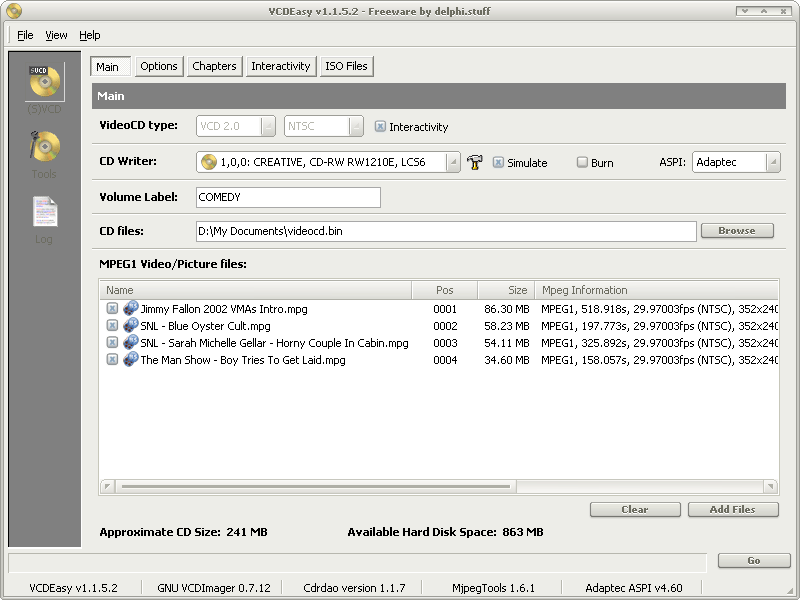 VCDEasy v1.1.5.2 - Freeware by delphi.stuff
File View Help
SVCD
(S)VCD
Tools
Log
Main Options Chapters Interactivity ISO Files
Main
VideoCD type: VCD 2.0 NTSC Interactivity
CD Writer: 1,0,0: CREATIVE, CD-RW RW1210E, LCS6 Simulate Burn ASPI: Adaptec
Volume Label: COMEDY
CD files: D:\My Documents\videocd.bin Browse
MPEG1 Video/Picture files:
Name Pos Size Mpeg Information
Jimmy Fallon 2002 VMAs Intro.mpg 0001 86.30 MB MPEG1, 518.918s, 29.97003fps (NTSC), 352x240
SNL - Blue Oyster Cult.mpg 0002 58.23 MB MPEG1, 197.773s, 29.97003fps (NTSC), 352x240
SNL - Sarah Michelle Gellar - Horny Couple In Cabin.mpg 0003 54.11 MB MPEG1, 325.892s, 29.97003fps (NTSC), 352x240
The Man Show - Boy Tries To Get Laid.mpg 0004 34.60 MB MPEG1, 158.057s, 29.97003fps (NTSC), 352x240
Clear Add Files
Approximate CD Size: 241 MB Available Hard Disk Space: 863 MB
Go
VCDEasy v1.1.5.2 GNU VCDImager 0.7.12 Cdrdao version 1.1.7 MjpegTools 1.6.1 Adaptec ASPI v4.60